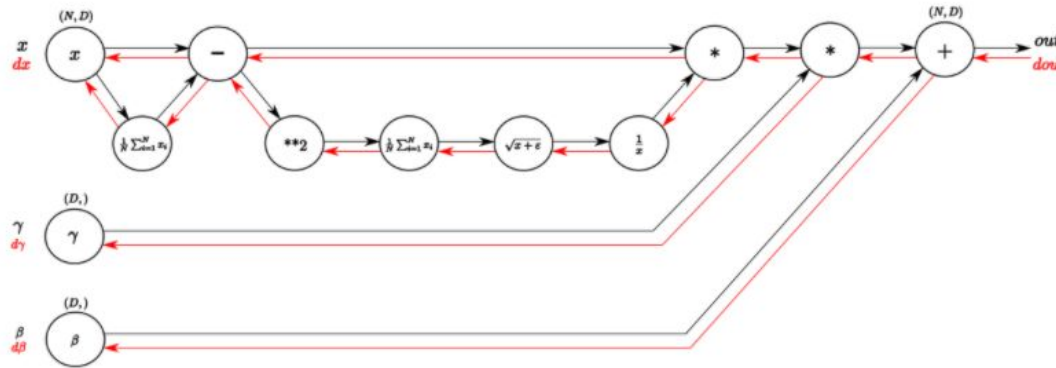 (N, D)
(N, D)
x
dx
x
−
*
*
+
out
dout
1/N ∑_{i=1}^{N} x_i
**2
1/N ∑_{i=1}^{N} x_i
√(x + ε)
1/x
(D,)
γ
dγ
γ
(D,)
β
dβ
β